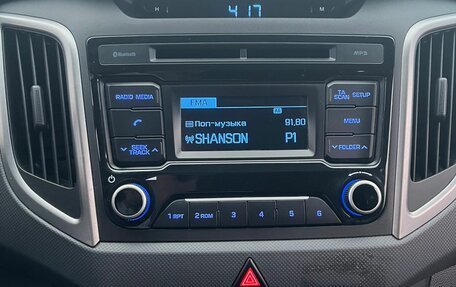 H 4:17 M
Bluetooth MP3
RADIO MEDIA
TA SCAN SETUP
FMA
AS
Поп-музыка 91,80
SHANSON P1
MENU
SEEK TRACK
FOLDER
1 RPT 2 RDM 3 4 5 6